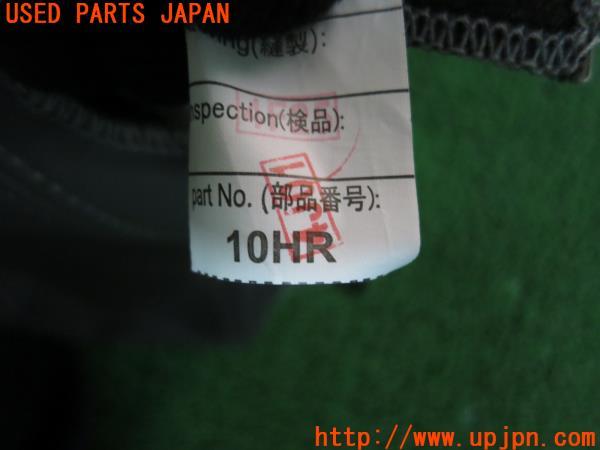 USED PARTS JAPAN
ing(縫製):
nspection(検品):
part No. (部品番号):
10HR
http://www.upjpn.com